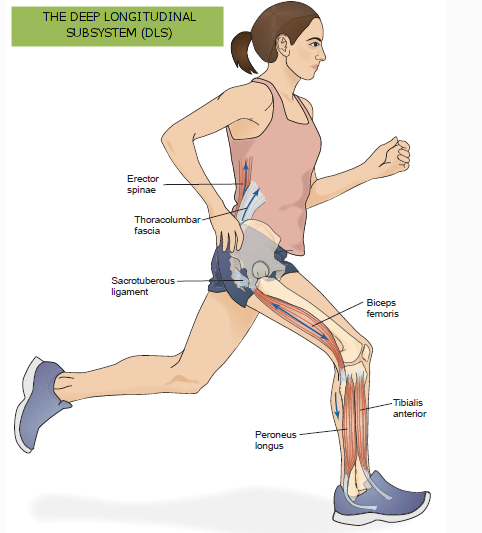 THE DEEP LONGITUDINAL
SUBSYSTEM (DLS)
Erector
spinae
Thoracolumbar
fascia
Sacrotuberous
ligament
Biceps
femoris
Tibialis
anterior
Peroneus
longus